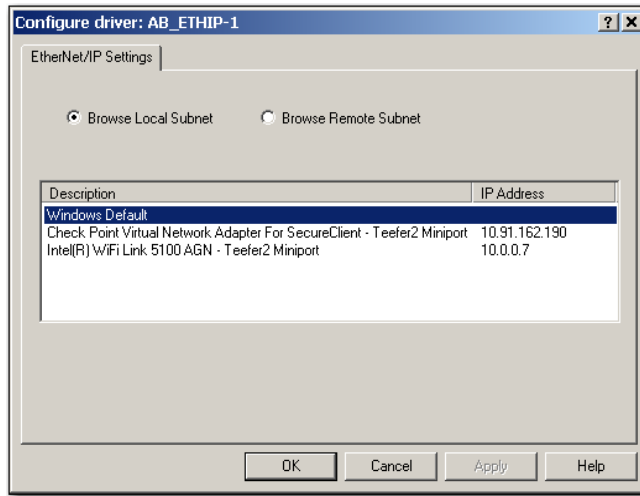 Configure driver: AB_ETHIP-1
EtherNet/IP Settings
Browse Local Subnet Browse Remote Subnet
Description IP Address
Windows Default
Check Point Virtual Network Adapter For SecureClient - Teefer2 Miniport 10.91.162.190
Intel(R) WiFi Link 5100 AGN - Teefer2 Miniport 10.0.0.7
OK Cancel Apply Help